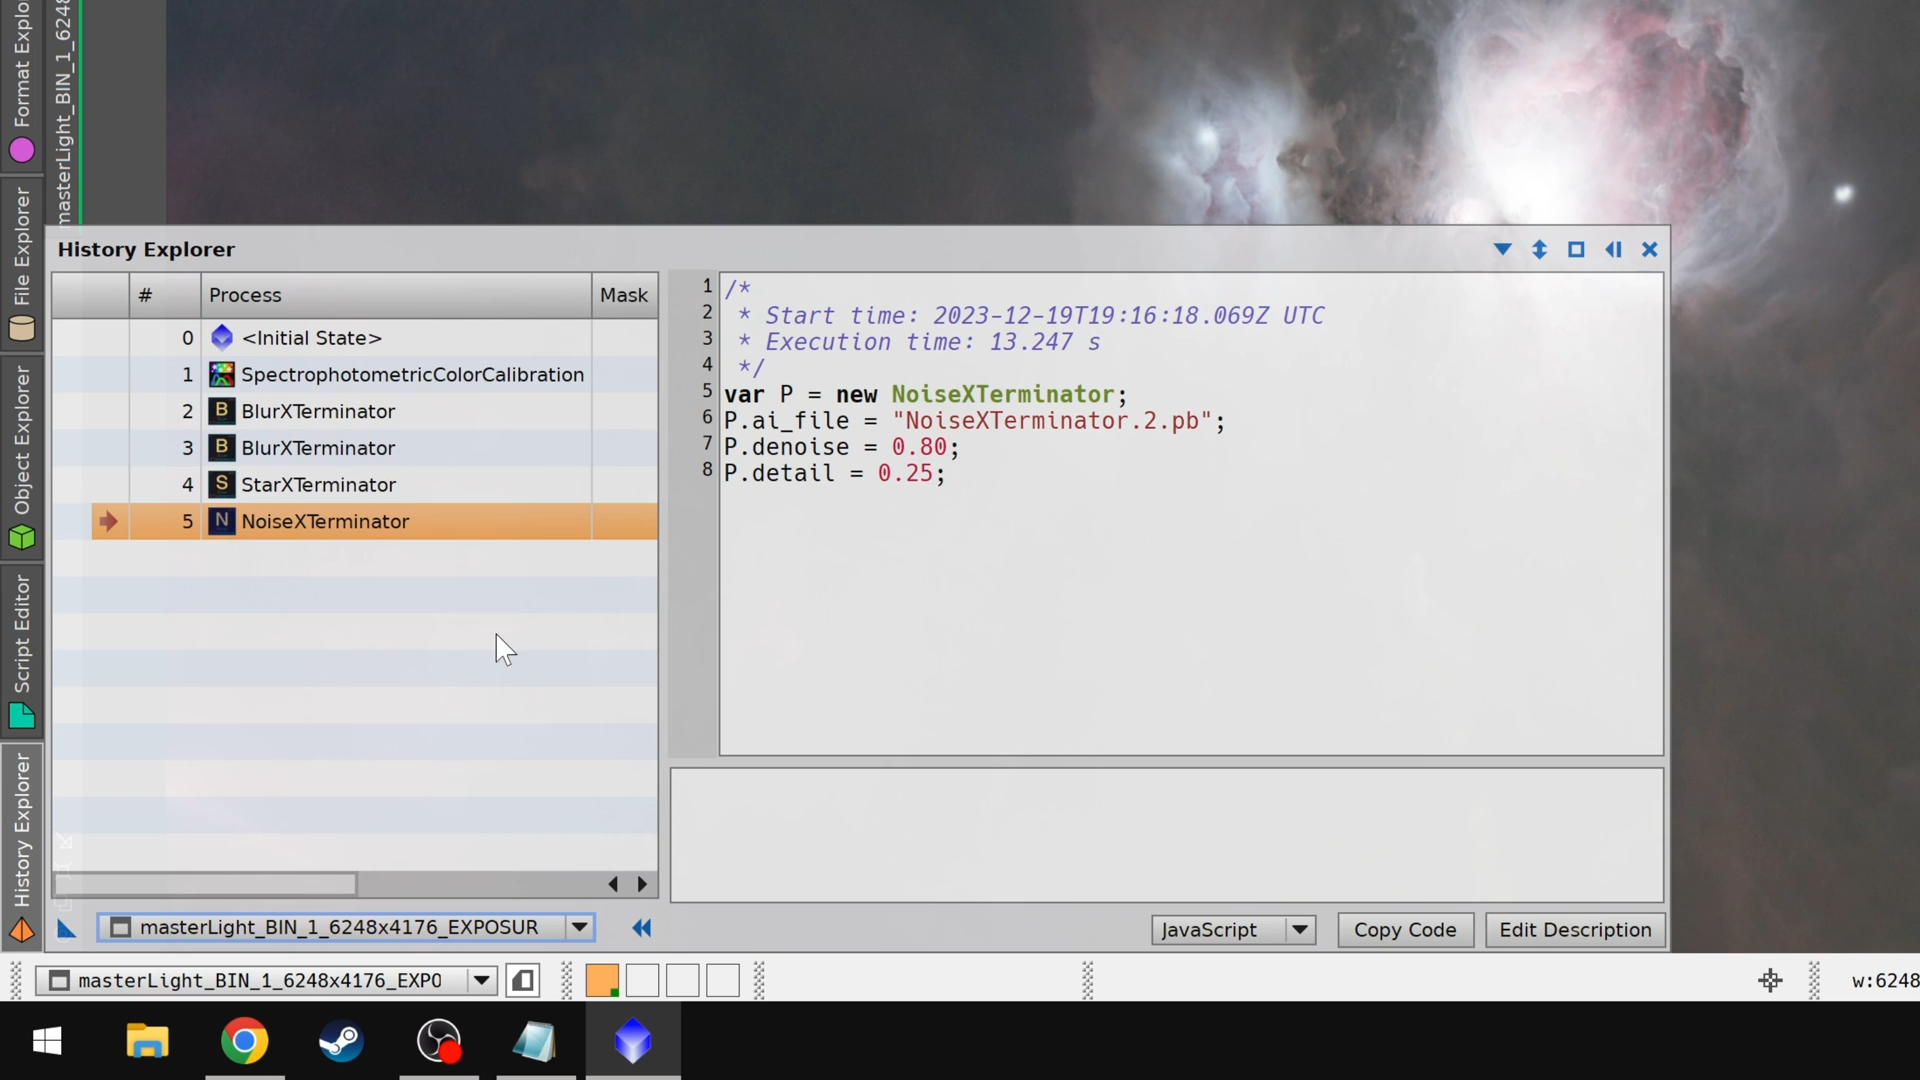 Format Explo
masterLight_BIN_1_6248
File Explorer
Object Explorer
Script Editor
History Explorer
History Explorer
# Process Mask
0 <Initial State>
1 SpectrophotometricColorCalibration
2 B BlurXTerminator
3 B BlurXTerminator
4 S StarXTerminator
5 N NoiseXTerminator
1 /*
2 * Start time: 2023-12-19T19:16:18.069Z UTC
3 * Execution time: 13.247 s
4 */
5 var P = new NoiseXTerminator;
6 P.ai_file = "NoiseXTerminator.2.pb";
7 P.denoise = 0.80;
8 P.detail = 0.25;
masterLight_BIN_1_6248x4176_EXPOSUR
JavaScript
Copy Code
Edit Description
masterLight_BIN_1_6248x4176_EXPO
w:6248